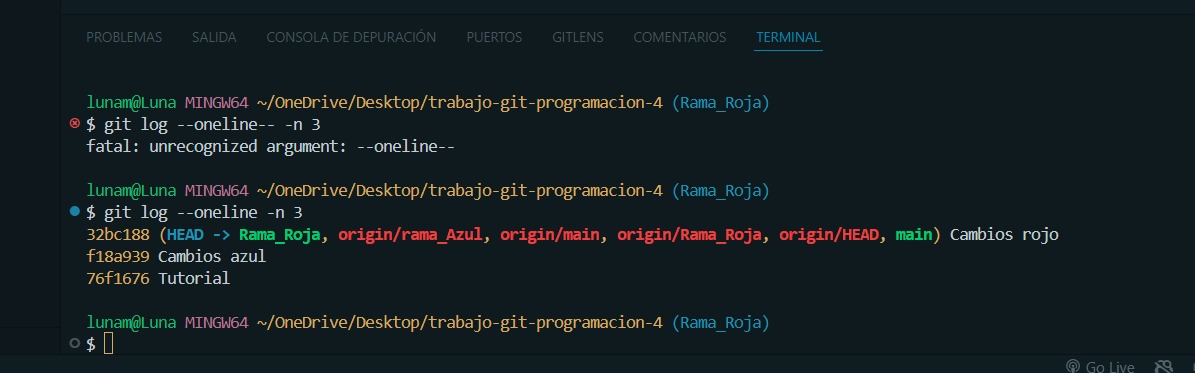 PROBLEMAS SALIDA CONSOLA DE DEPURACIÓN PUERTOS GITLENS COMENTARIOS TERMINAL
lunam@Luna MINGW64 ~/OneDrive/Desktop/trabajo-git-programacion-4 (Rama_Roja)
$ git log --oneline-- -n 3
fatal: unrecognized argument: --oneline--
lunam@Luna MINGW64 ~/OneDrive/Desktop/trabajo-git-programacion-4 (Rama_Roja)
$ git log --oneline -n 3
32bc188 (HEAD -> Rama_Roja, origin/rama_Azul, origin/main, origin/Rama_Roja, origin/HEAD, main) Cambios rojo
f18a939 Cambios azul
76f1676 Tutorial
lunam@Luna MINGW64 ~/OneDrive/Desktop/trabajo-git-programacion-4 (Rama_Roja)
$
Go Live